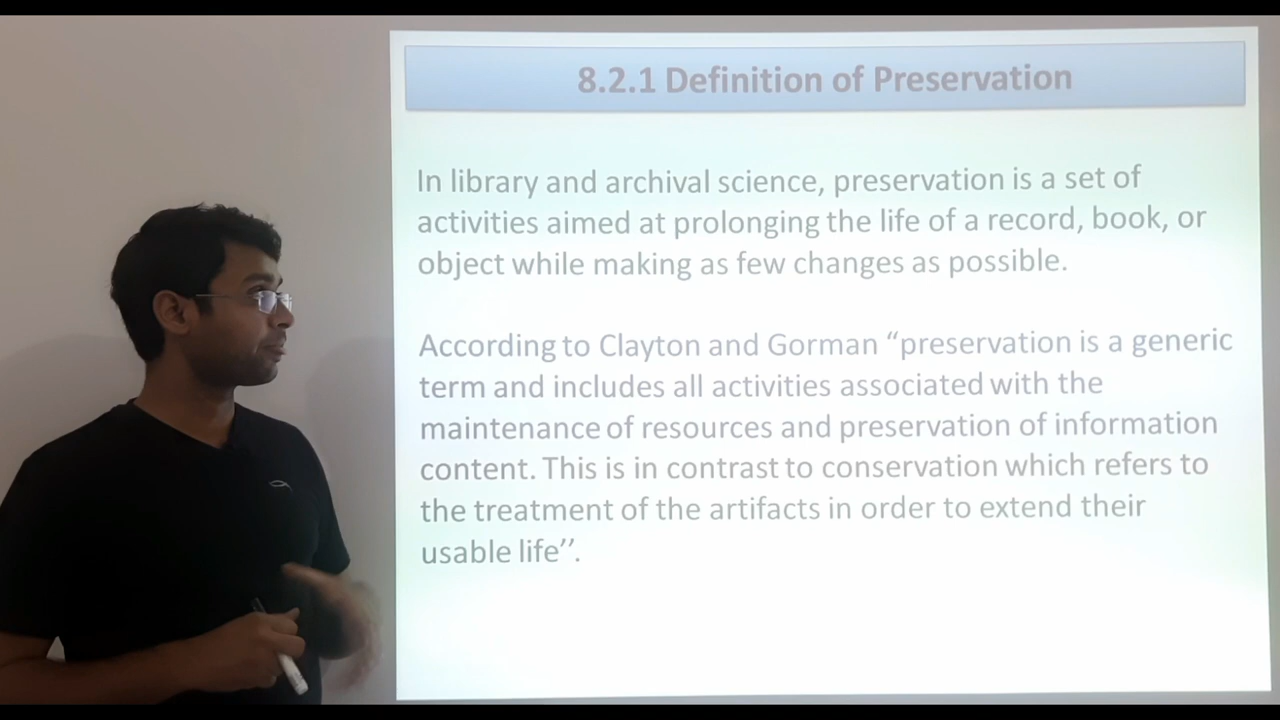 8.2.1 Definition of Preservation
In library and archival science, preservation is a set of
activities aimed at prolonging the life of a record, book, or
object while making as few changes as possible.
According to Clayton and Gorman “preservation is a generic
term and includes all activities associated with the
maintenance of resources and preservation of information
content. This is in contrast to conservation which refers to
the treatment of the artifacts in order to extend their
usable life’’.